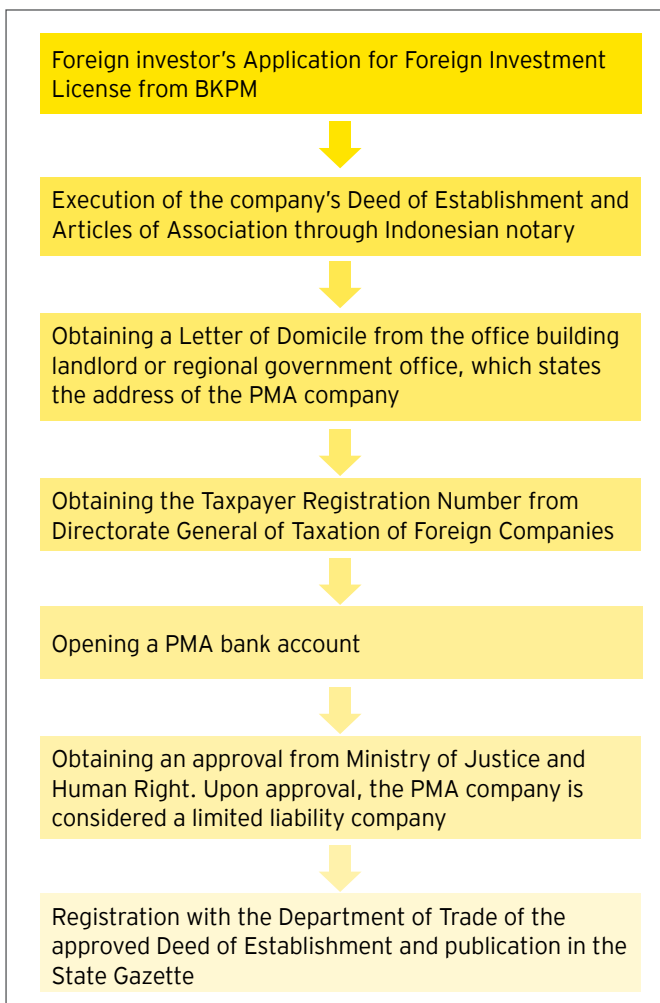 Foreign investor’s Application for Foreign Investment
License from BKPM
Execution of the company’s Deed of Establishment and
Articles of Association through Indonesian notary
Obtaining a Letter of Domicile from the office building
landlord or regional government office, which states
the address of the PMA company
Obtaining the Taxpayer Registration Number from
Directorate General of Taxation of Foreign Companies
Opening a PMA bank account
Obtaining an approval from Ministry of Justice and
Human Right. Upon approval, the PMA company is
considered a limited liability company
Registration with the Department of Trade of the
approved Deed of Establishment and publication in the
State Gazette